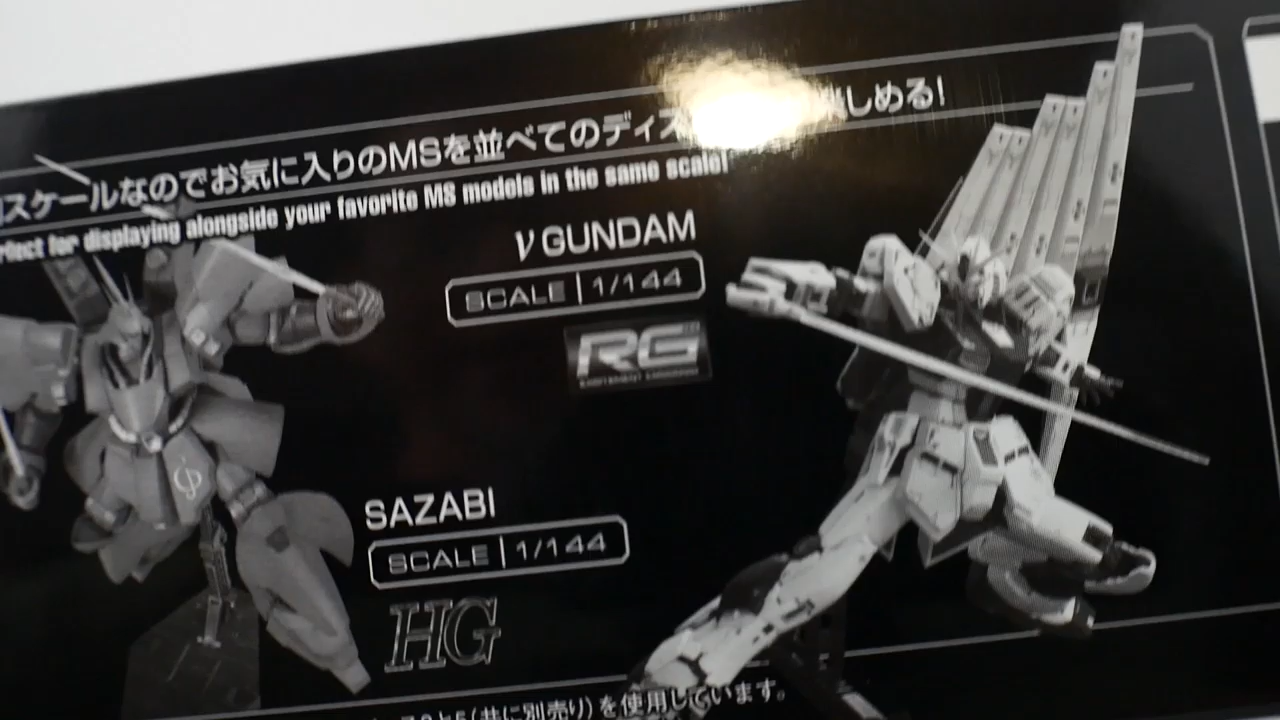 スケールなのでお気に入りのMSを並べてのディス 楽しめる!
for displaying alongside your favorite MS models in the same scale!
ν GUNDAM
SCALE | 1/144
RG
SAZABI
SCALE | 1/144
HG
(共に別売り)を使用しています。